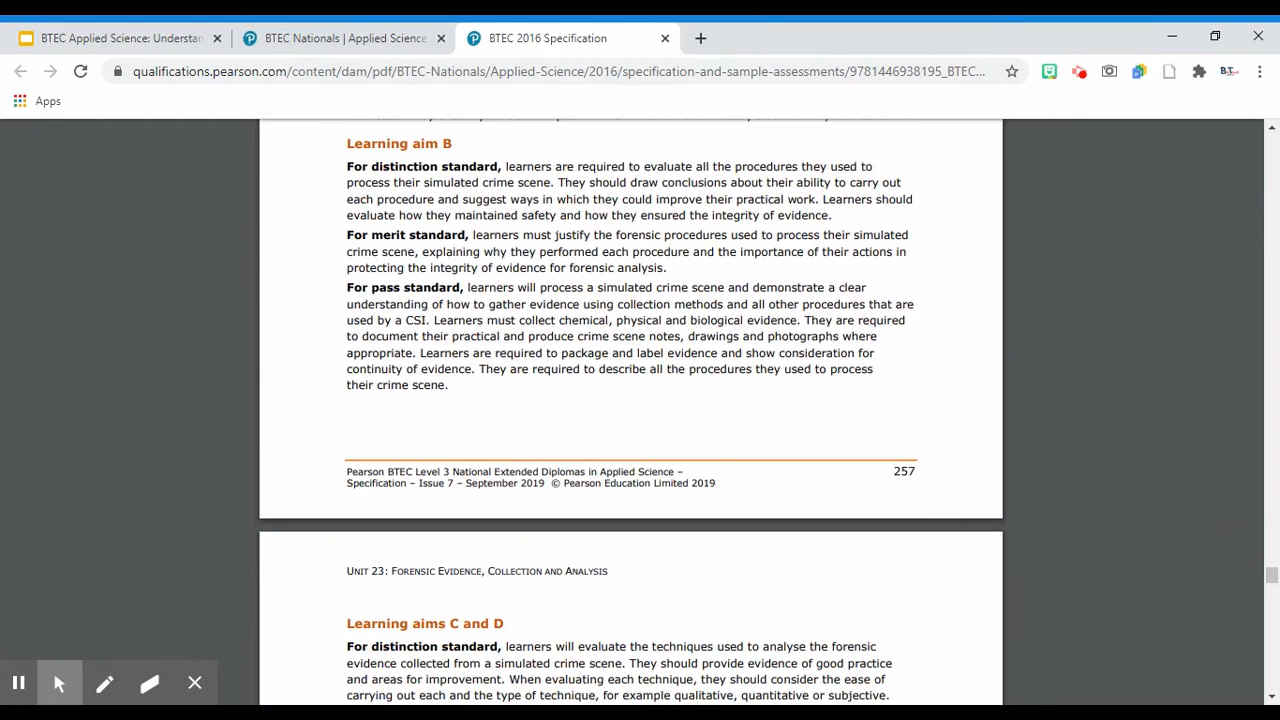 BTEC Applied Science: Understan
BTEC Nationals | Applied Science
BTEC 2016 Specification
qualifications.pearson.com/content/dam/pdf/BTEC-Nationals/Applied-Science/2016/specification-and-sample-assessments/9781446938195_BTEC...
Apps
Learning aim B
For distinction standard, learners are required to evaluate all the procedures they used to
process their simulated crime scene. They should draw conclusions about their ability to carry out
each procedure and suggest ways in which they could improve their practical work. Learners should
evaluate how they maintained safety and how they ensured the integrity of evidence.
For merit standard, learners must justify the forensic procedures used to process their simulated
crime scene, explaining why they performed each procedure and the importance of their actions in
protecting the integrity of evidence for forensic analysis.
For pass standard, learners will process a simulated crime scene and demonstrate a clear
understanding of how to gather evidence using collection methods and all other procedures that are
used by a CSI. Learners must collect chemical, physical and biological evidence. They are required
to document their practical and produce crime scene notes, drawings and photographs where
appropriate. Learners are required to package and label evidence and show consideration for
continuity of evidence. They are required to describe all the procedures they used to process
their crime scene.
Pearson BTEC Level 3 National Extended Diplomas in Applied Science –
Specification – Issue 7 – September 2019 © Pearson Education Limited 2019
257
UNIT 23: FORENSIC EVIDENCE, COLLECTION AND ANALYSIS
Learning aims C and D
For distinction standard, learners will evaluate the techniques used to analyse the forensic
evidence collected from a simulated crime scene. They should provide evidence of good practice
and areas for improvement. When evaluating each technique, they should consider the ease of
carrying out each and the type of technique, for example qualitative, quantitative or subjective.